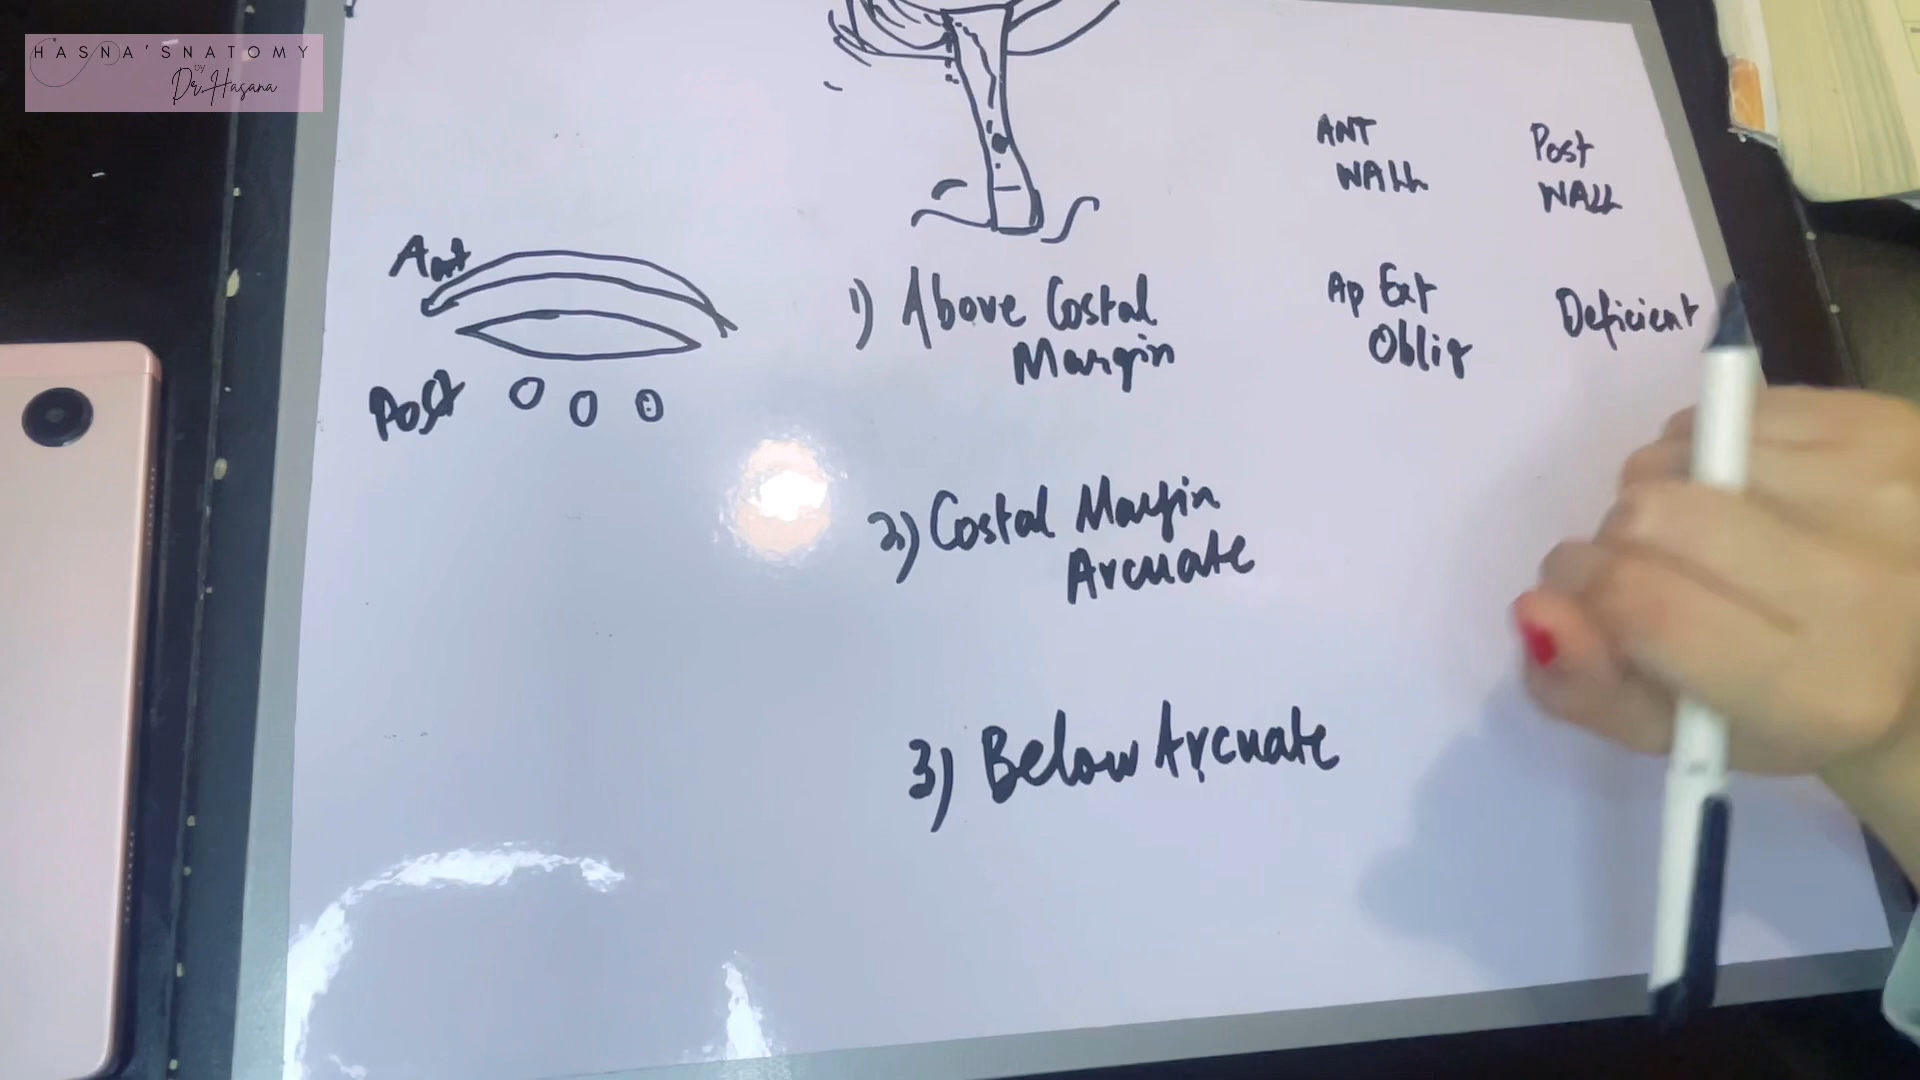 HASNA'SNATOMY
BY
Dr.Hasana
ANT
WALL
Post
WALL
Ant
Post
1) Above Costal
Margin
Ap Ext
Obliq
Deficient
2) Costal Margin
Arcuate
3) Below Arcuate